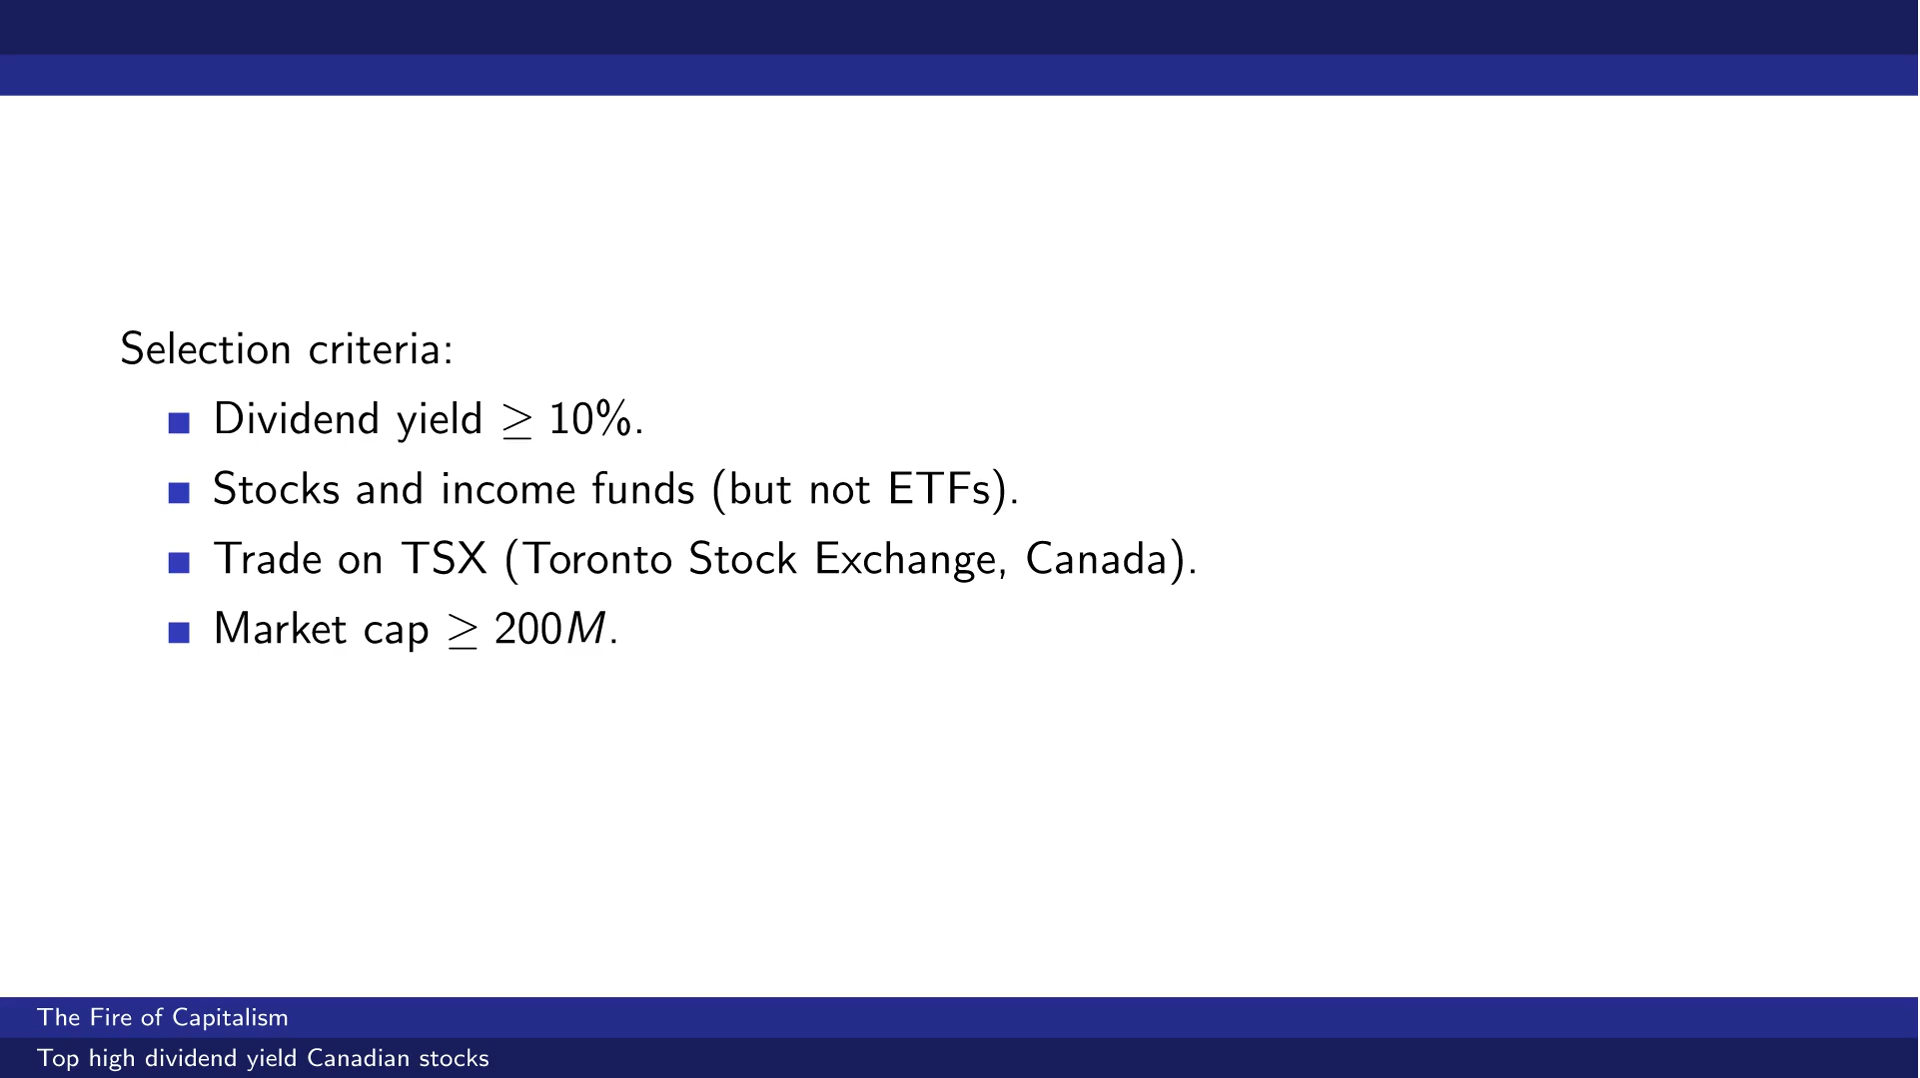 Selection criteria:
Dividend yield ≥ 10%.
Stocks and income funds (but not ETFs).
Trade on TSX (Toronto Stock Exchange, Canada).
Market cap ≥ 200M.
The Fire of Capitalism
Top high dividend yield Canadian stocks